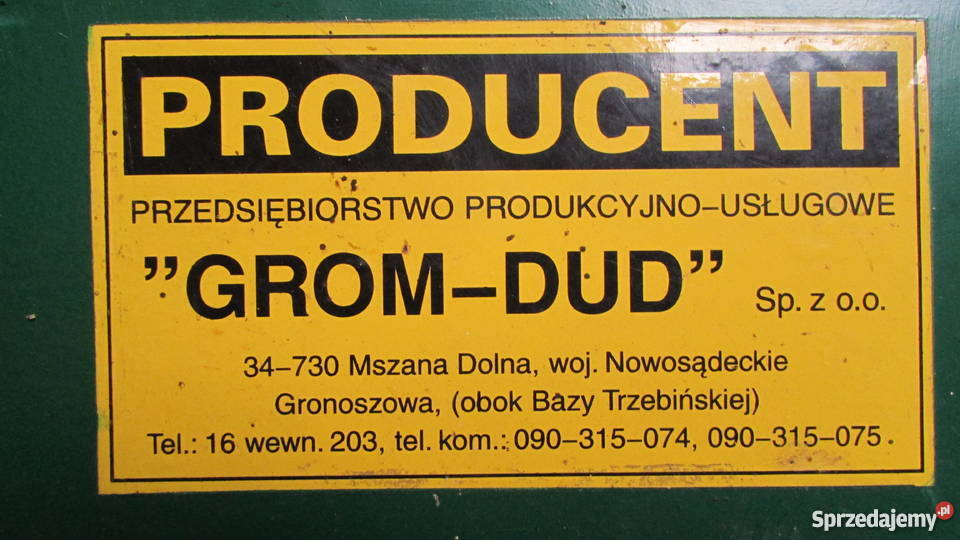 PRODUCENT
PRZEDSIĘBIORSTWO PRODUKCYJNO–USŁUGOWE
”GROM–DUD” Sp. z o.o.
34–730 Mszana Dolna, woj. Nowosądeckie
Gronoszowa, (obok Bazy Trzebińskiej)
Tel.: 16 wewn. 203, tel. kom.: 090–315–074, 090–315–075.
Sprzedajemy.pl